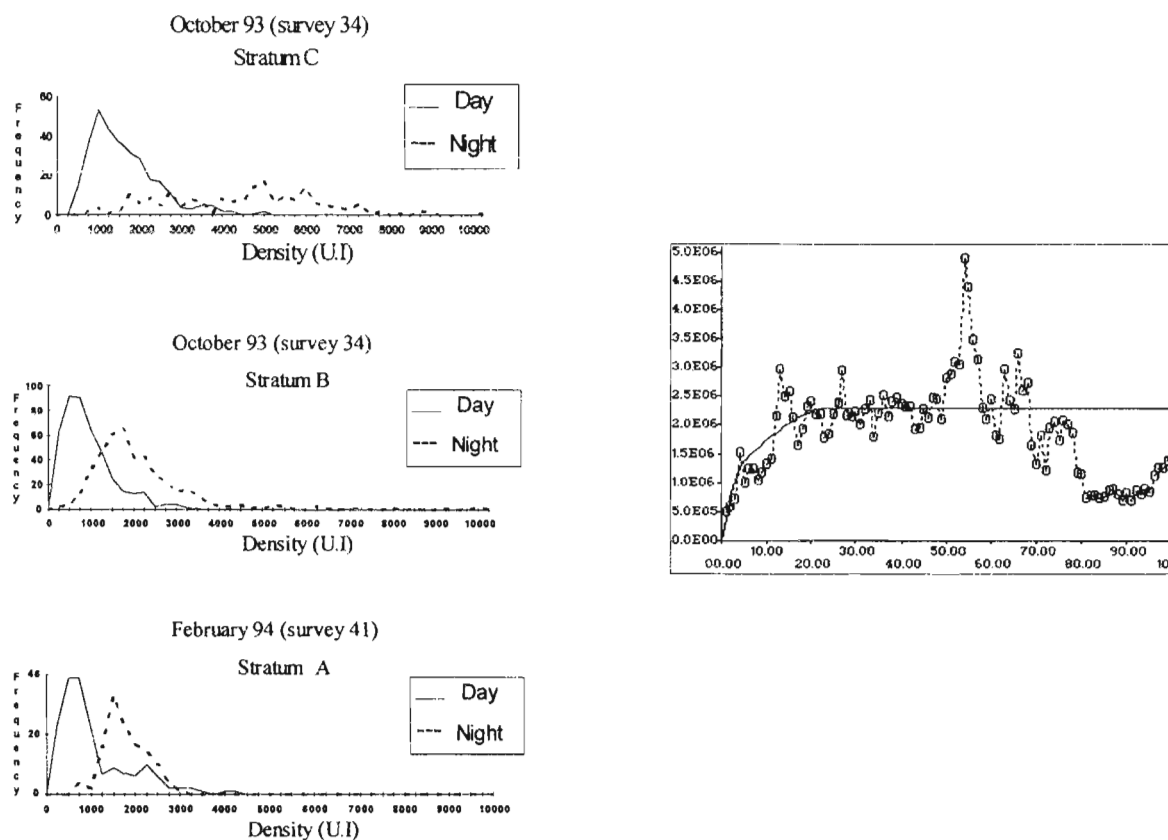 October 93 (survey 34)
Stratum C
Frequency
60
40
20
0
Day
Night
0 1000 2000 3000 4000 5000 6000 7000 8000 9000 10000
Density (U.I)
October 93 (survey 34)
Stratum B
Frequency
100
80
60
40
20
0
Day
Night
0 1000 2000 3000 4000 5000 6000 7000 8000 9000 10000
Density (U.I)
February 94 (survey 41)
Stratum A
Frequency
20
0
Day
Night
0 1000 2000 3000 4000 5000 6000 7000 8000 9000 10000
Density (U.I)
5.0E06
4.5E06
4.0E06
3.5E06
3.0E06
2.5E06
2.0E06
1.5E06
1.0E06
5.0E05
0.0E00
10.00 30.00 50.00 70.00 90.00
00.00 20.00 40.00 60.00 80.00 100